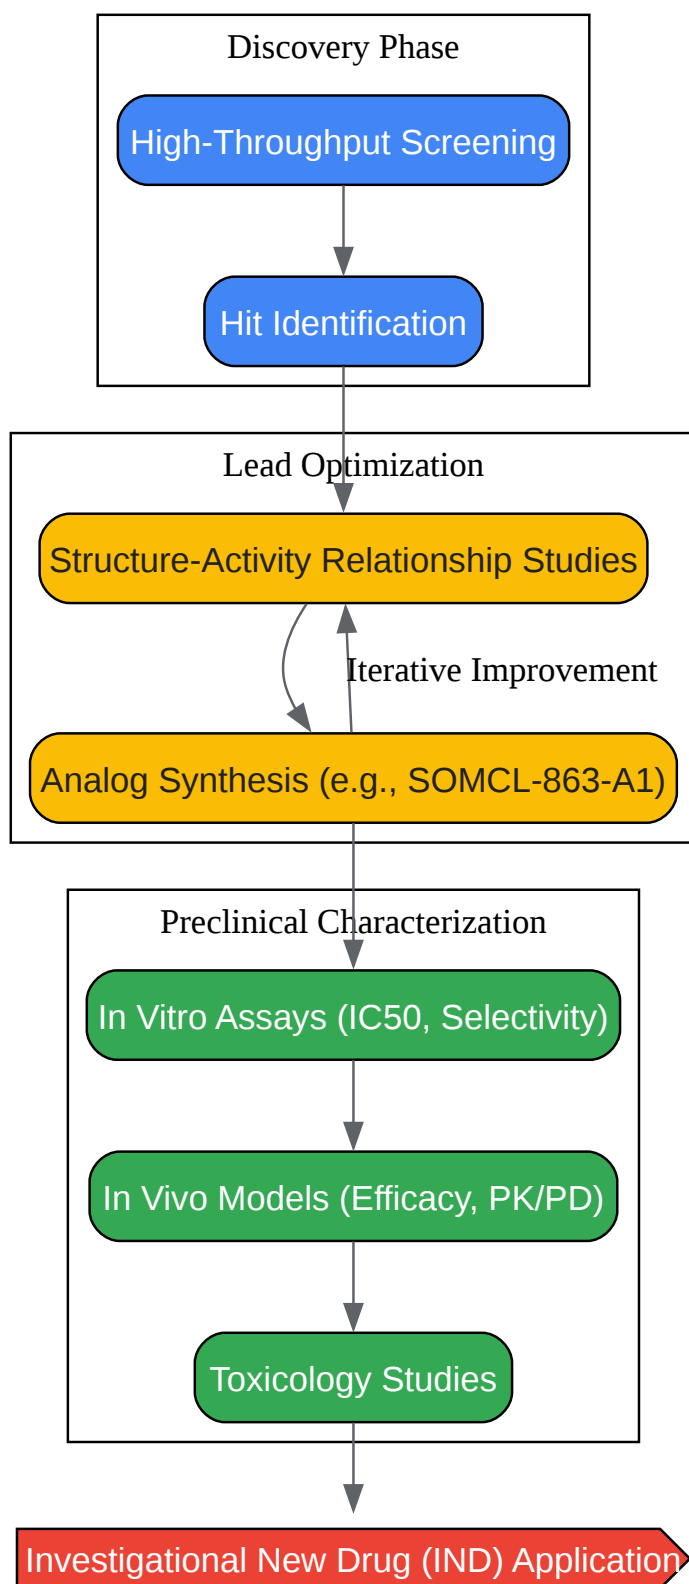 Discovery Phase
High-Throughput Screening
Hit Identification
Lead Optimization
Structure-Activity Relationship Studies
Iterative Improvement
Analog Synthesis (e.g., SOMCL-863-A1)
Preclinical Characterization
In Vitro Assays (IC50, Selectivity)
In Vivo Models (Efficacy, PK/PD)
Toxicology Studies
Investigational New Drug (IND) Application